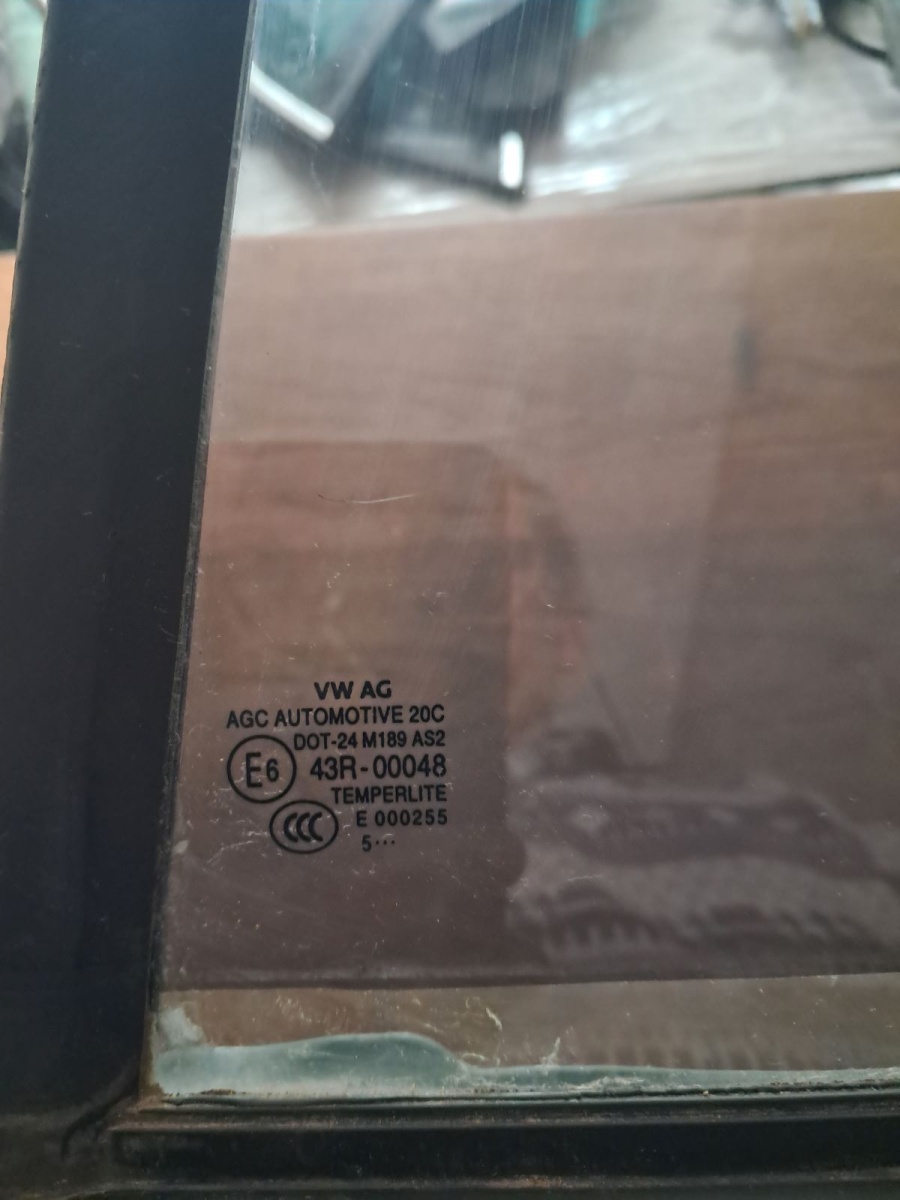 VW AG
AGC AUTOMOTIVE 20C
DOT-24 M189 AS2
E6 43R-00048
TEMPERLITE
CCC E 000255
5···